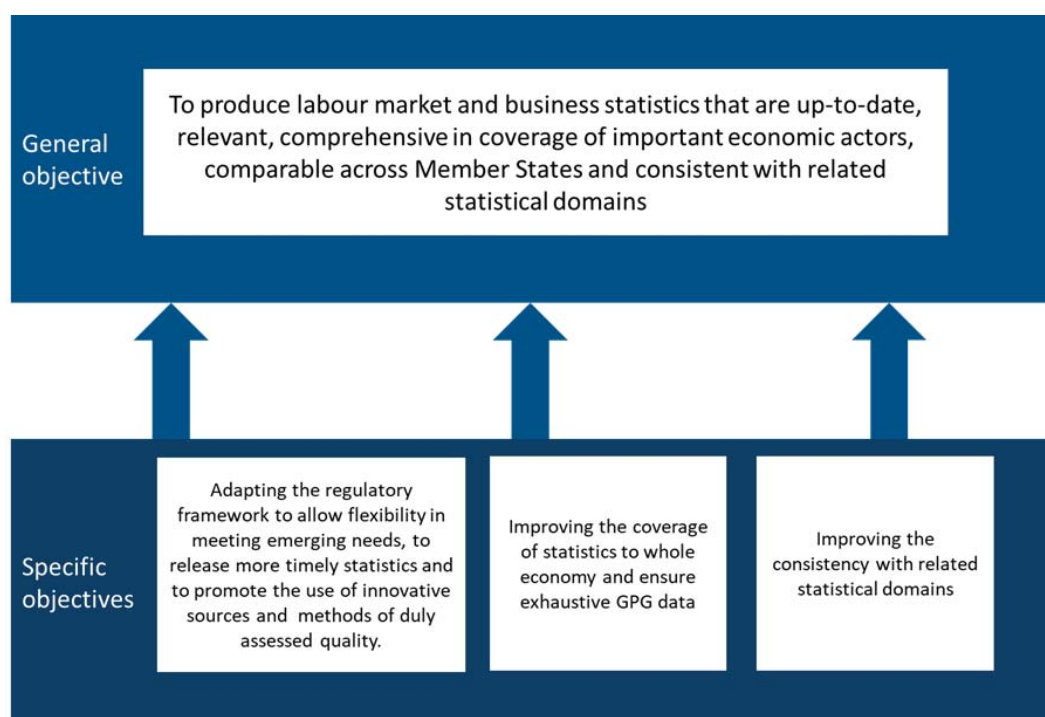 General
objective
To produce labour market and business statistics that are up-to-date,
relevant, comprehensive in coverage of important economic actors,
comparable across Member States and consistent with related
statistical domains
Specific
objectives
Adapting the regulatory
framework to allow flexibility in
meeting emerging needs, to
release more timely statistics and
to promote the use of innovative
sources and methods of duly
assessed quality.
Improving the coverage
of statistics to whole
economy and ensure
exhaustive GPG data
Improving the
consistency with related
statistical domains